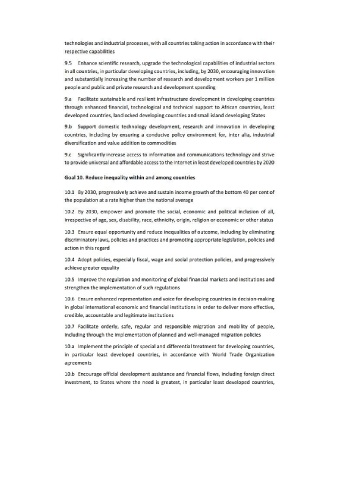 technologies and industrial processes, with all countries taking action in accordance with their
respective capabilities
9.5 Enhance scientific research, upgrade the technological capabilities of industrial sectors
in all countries, in particular developing countries, including, by 2030, encouraging innovation
and substantially increasing the number of research and development workers per 1 million
people and public and private research and development spending
9.a Facilitate sustainable and resilient infrastructure development in developing countries
through enhanced financial, technological and technical support to African countries, least
developed countries, landlocked developing countries and small island developing States
9.b Support domestic technology development, research and innovation in developing
countries, including by ensuring a conducive policy environment for, inter alia, industrial
diversification and value addition to commodities
9.c Significantly increase access to information and communications technology and strive
to provide universal and affordable access to the Internet in least developed countries by 2020
Goal 10. Reduce inequality within and among countries
10.1 By 2030, progressively achieve and sustain income growth of the bottom 40 per cent of
the population at a rate higher than the national average
10.2 By 2030, empower and promote the social, economic and political inclusion of all,
irrespective of age, sex, disability, race, ethnicity, origin, religion or economic or other status
10.3 Ensure equal opportunity and reduce inequalities of outcome, including by eliminating
discriminatory laws, policies and practices and promoting appropriate legislation, policies and
action in this regard
10.4 Adopt policies, especially fiscal, wage and social protection policies, and progressively
achieve greater equality
10.5 Improve the regulation and monitoring of global financial markets and institutions and
strengthen the implementation of such regulations
10.6 Ensure enhanced representation and voice for developing countries in decision-making
in global international economic and financial institutions in order to deliver more effective,
credible, accountable and legitimate institutions
10.7 Facilitate orderly, safe, regular and responsible migration and mobility of people,
including through the implementation of planned and well-managed migration policies
10.a Implement the principle of special and differential treatment for developing countries,
in particular least developed countries, in accordance with World Trade Organization
agreements
10.b Encourage official development assistance and financial flows, including foreign direct
investment, to States where the need is greatest, in particular least developed countries,